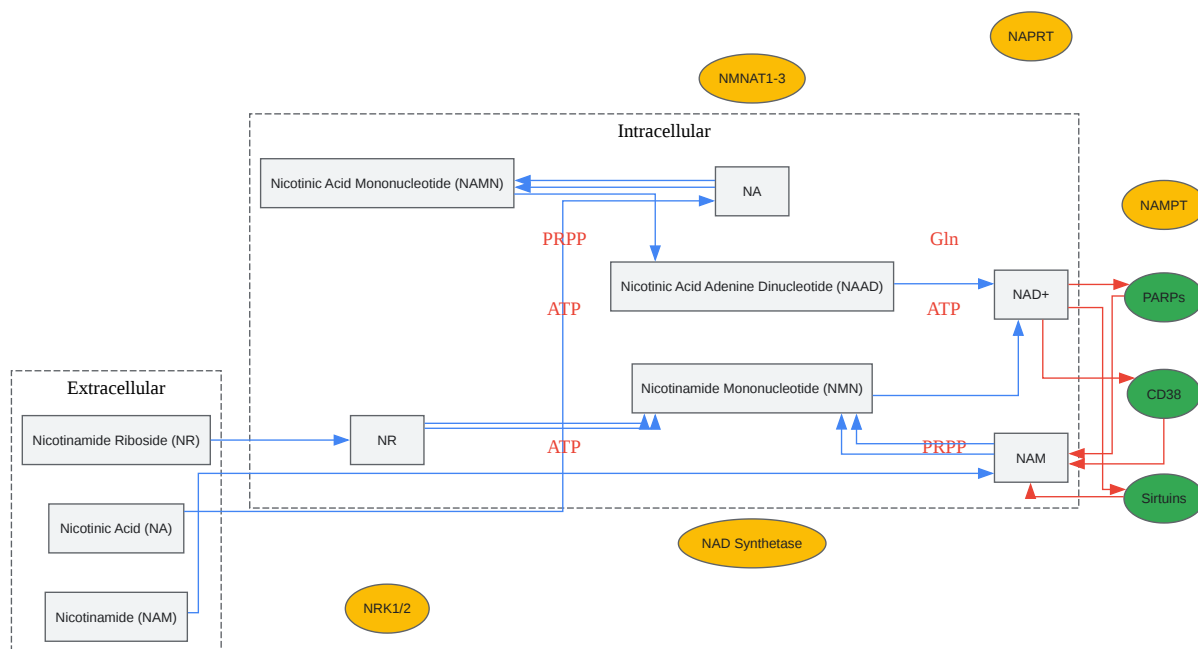 NAPRT
NMNAT1-3
Intracellular
Nicotinic Acid Mononucleotide (NAMN)
NA
NAMPT
PRPP
Gln
Nicotinic Acid Adenine Dinucleotide (NAAD)
NAD+
PARPs
ATP
ATP
Extracellular
Nicotinamide Mononucleotide (NMN)
CD38
Nicotinamide Riboside (NR)
NR
ATP
PRPP
NAM
Sirtuins
Nicotinic Acid (NA)
NAD Synthetase
NRK1/2
Nicotinamide (NAM)